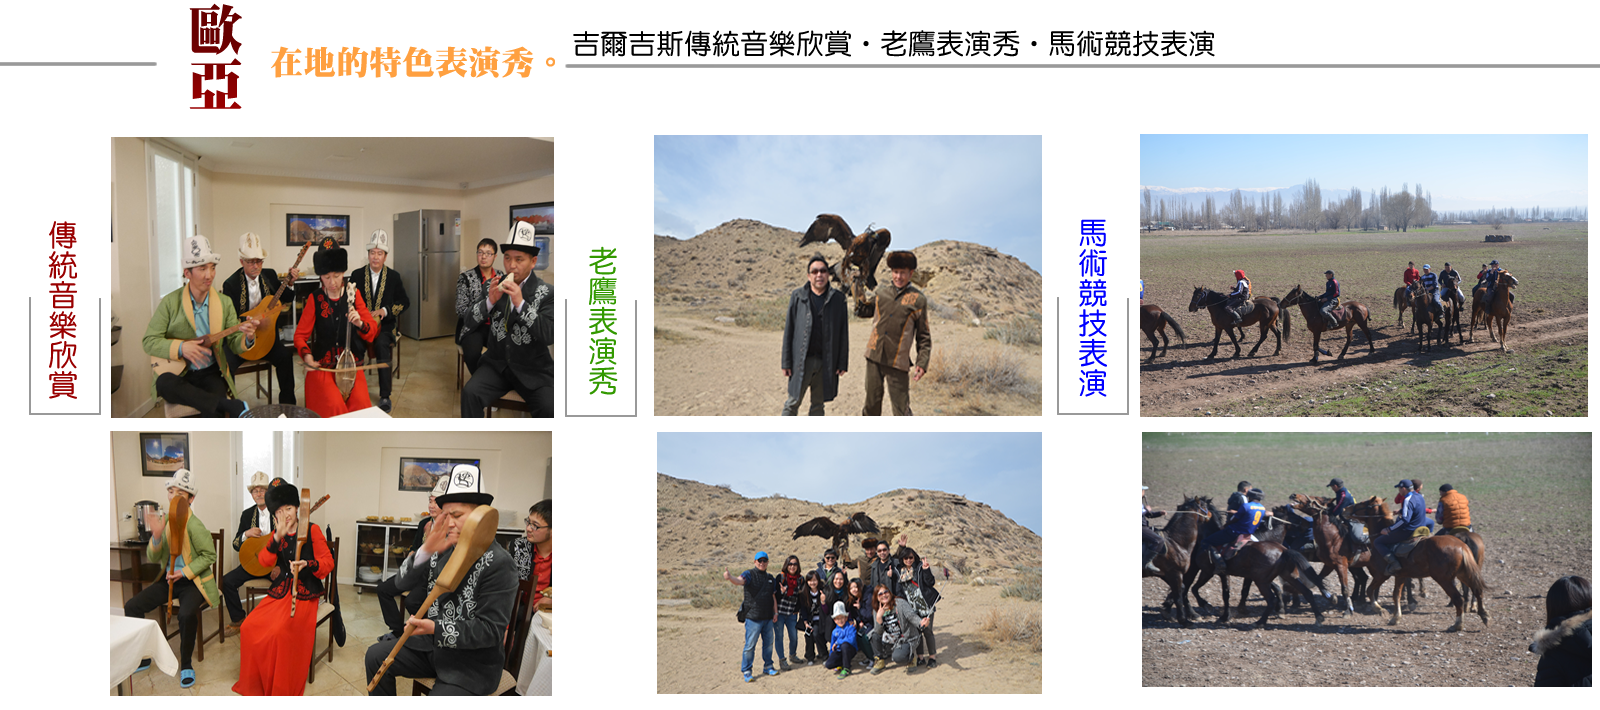 歐亞
在地的特色表演秀。
吉爾吉斯傳統音樂欣賞・老鷹表演秀・馬術競技表演
傳統音樂欣賞
老鷹表演秀
馬術競技表演